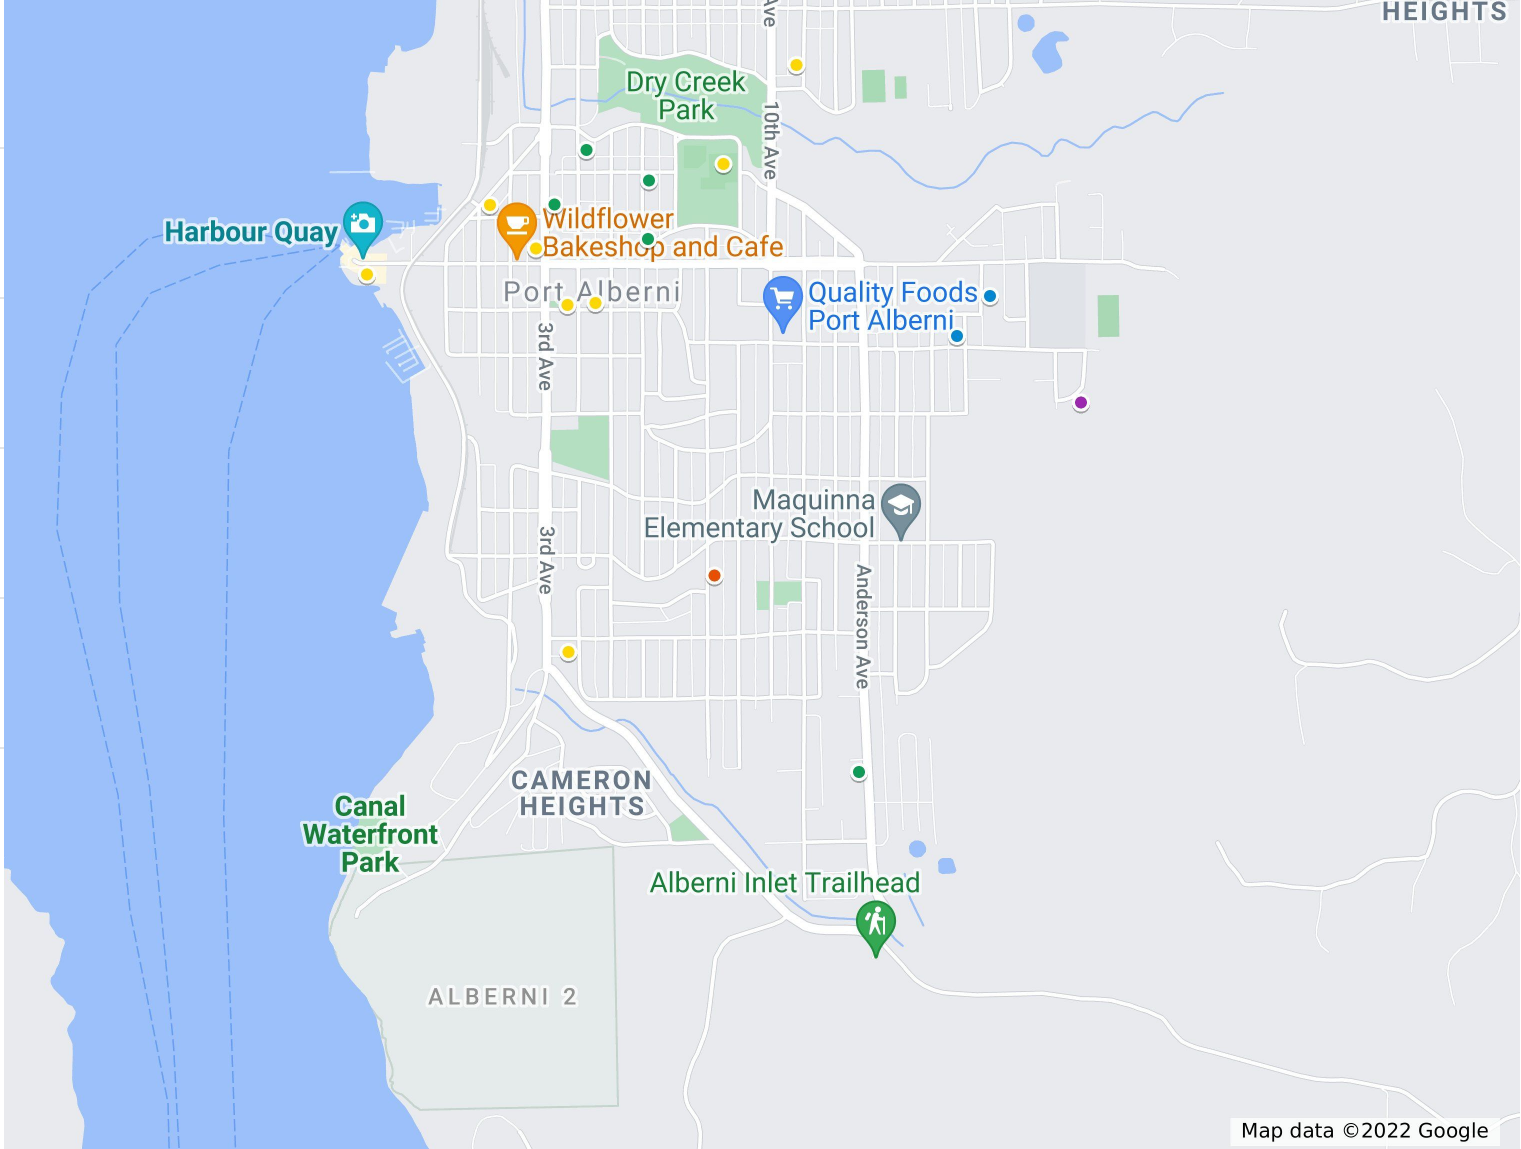 HEIGHTS
Ave
Dry Creek
Park
10th Ave
Harbour Quay
Wildflower
Bakeshop and Cafe
Port Alberni
Quality Foods
Port Alberni
3rd Ave
Maquinna
Elementary School
3rd Ave
Anderson Ave
CAMERON
HEIGHTS
Canal
Waterfront
Park
Alberni Inlet Trailhead
ALBERNI 2
Map data ©2022 Google